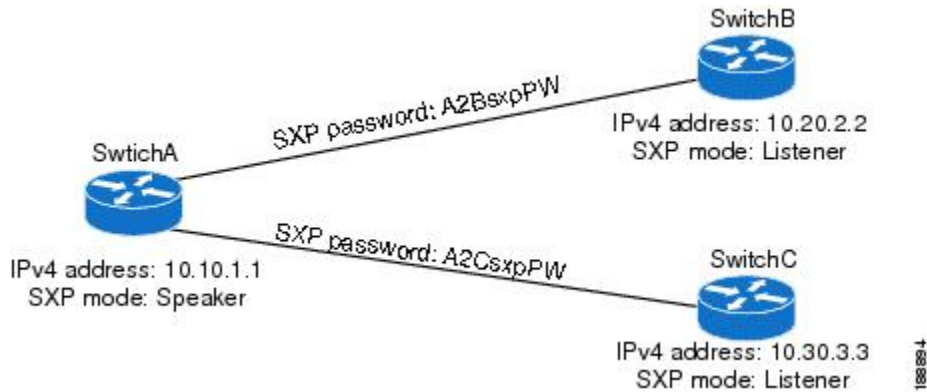 SwitchB
SXP password: A2BsxpPW
IPv4 address: 10.20.2.2
SXP mode: Listener
SwtichA
IPv4 address: 10.10.1.1
SXP mode: Speaker
SXP password: A2CsxpPW
SwitchC
IPv4 address: 10.30.3.3
SXP mode: Listener
188894